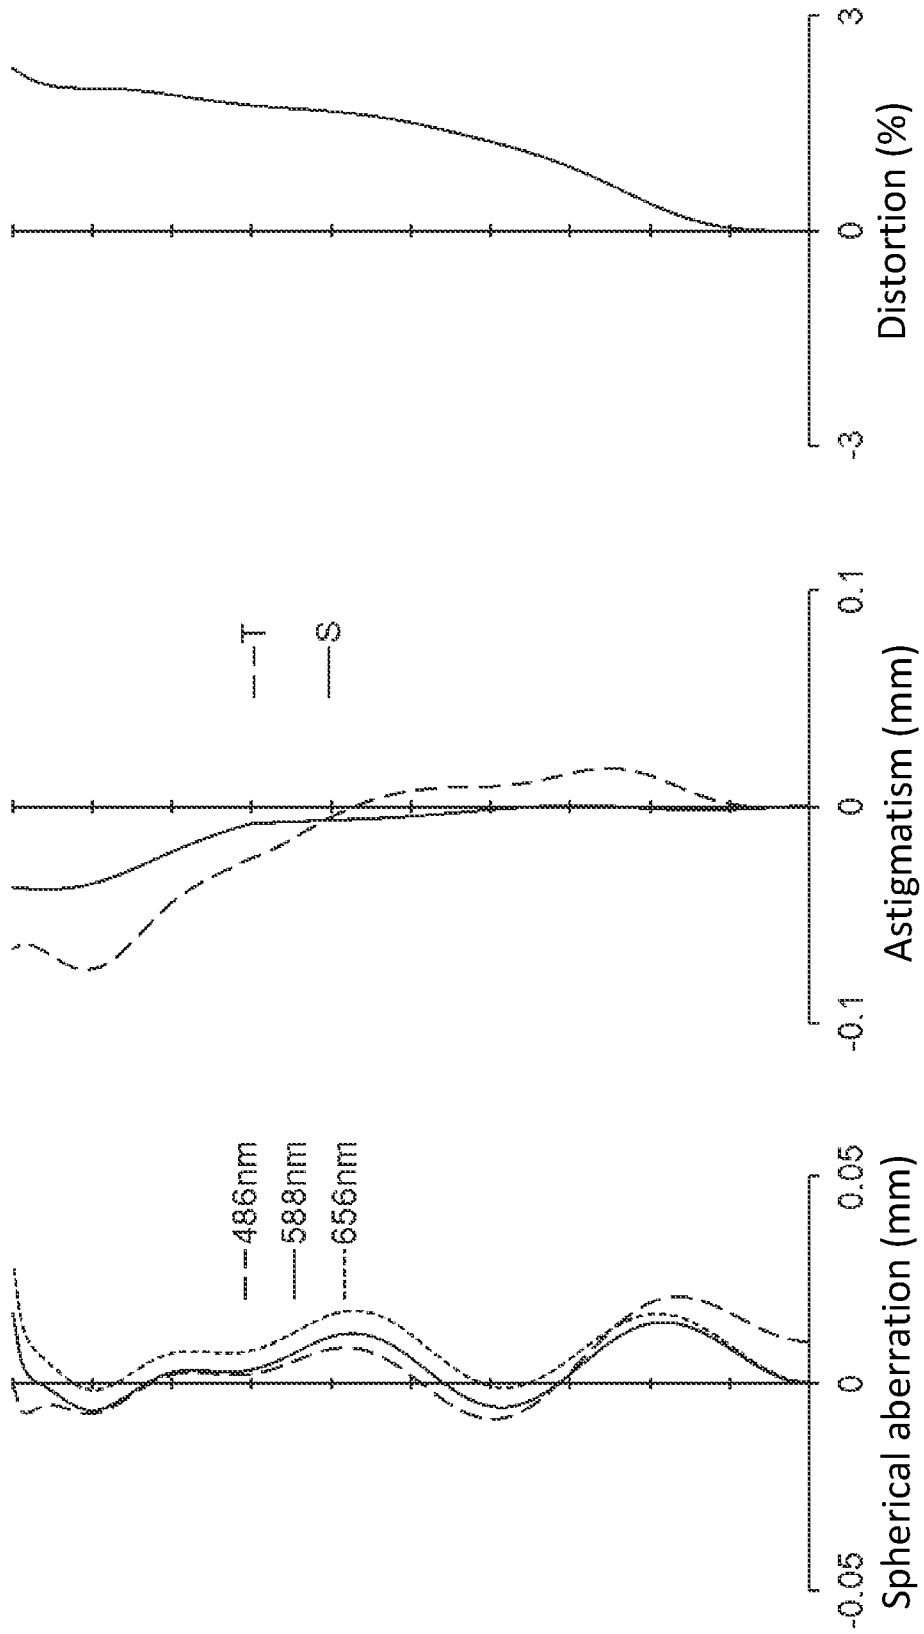 -0.05
0
0.05
Spherical aberration (mm)
486nm
588nm
656nm
-0.1
0
0.1
Astigmatism (mm)
T
S
-3
0
3
Distortion (%)